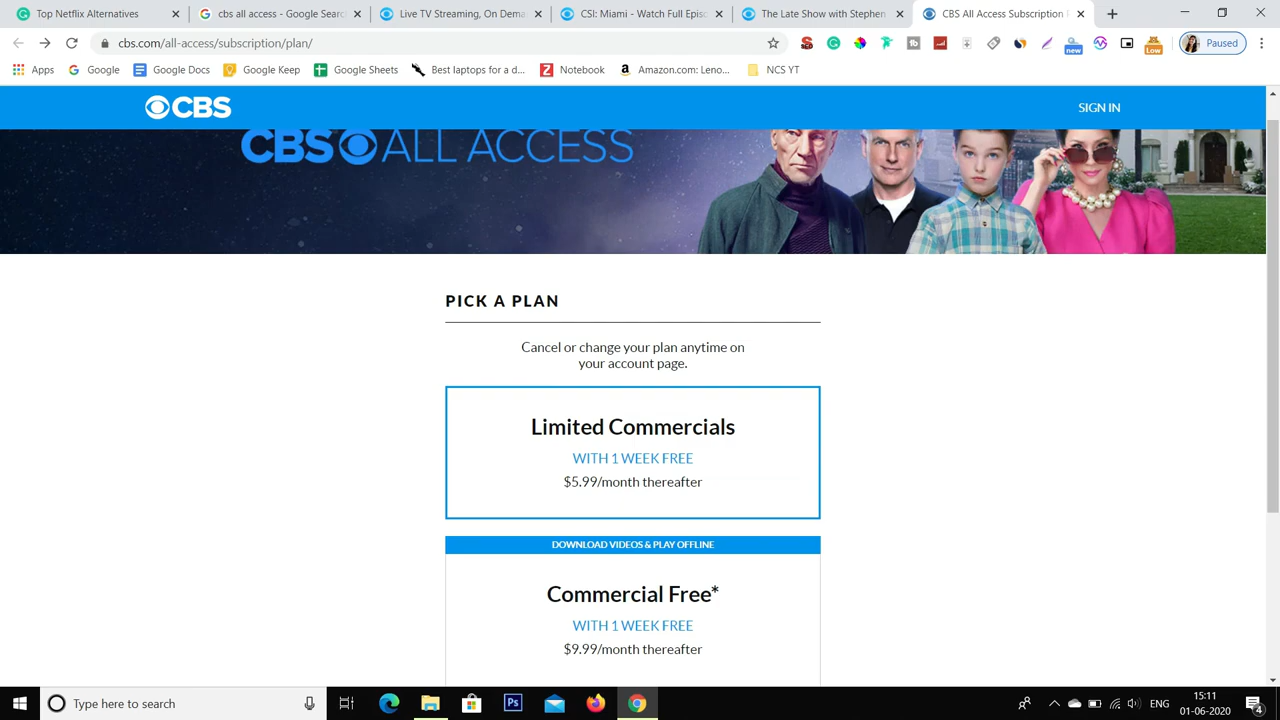 Top Netflix Alternatives
cbs all access - Google Searc
Live TV Streaming, On Dema
CSI: Miami - Watch Full Episo
The Late Show with Stephen
CBS All Access Subscription
cbs.com/all-access/subscription/plan/
new
Low
Paused
Apps
Google
Google Docs
Google Keep
Google Sheets
Best laptops for a d...
Notebook
Amazon.com: Leno...
NCS YT
CBS
SIGN IN
CBS ALL ACCESS
PICK A PLAN
Cancel or change your plan anytime on
your account page.
Limited Commercials
WITH 1 WEEK FREE
$5.99/month thereafter
DOWNLOAD VIDEOS & PLAY OFFLINE
Commercial Free*
WITH 1 WEEK FREE
$9.99/month thereafter
Type here to search
Ps
ENG
15:11
01-06-2020
4